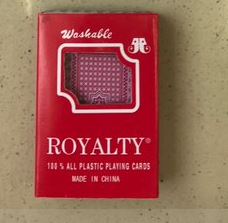 Washable
ROYALTY®
100 % ALL PLASTIC PLAYING CARDS
MADE IN CHINA